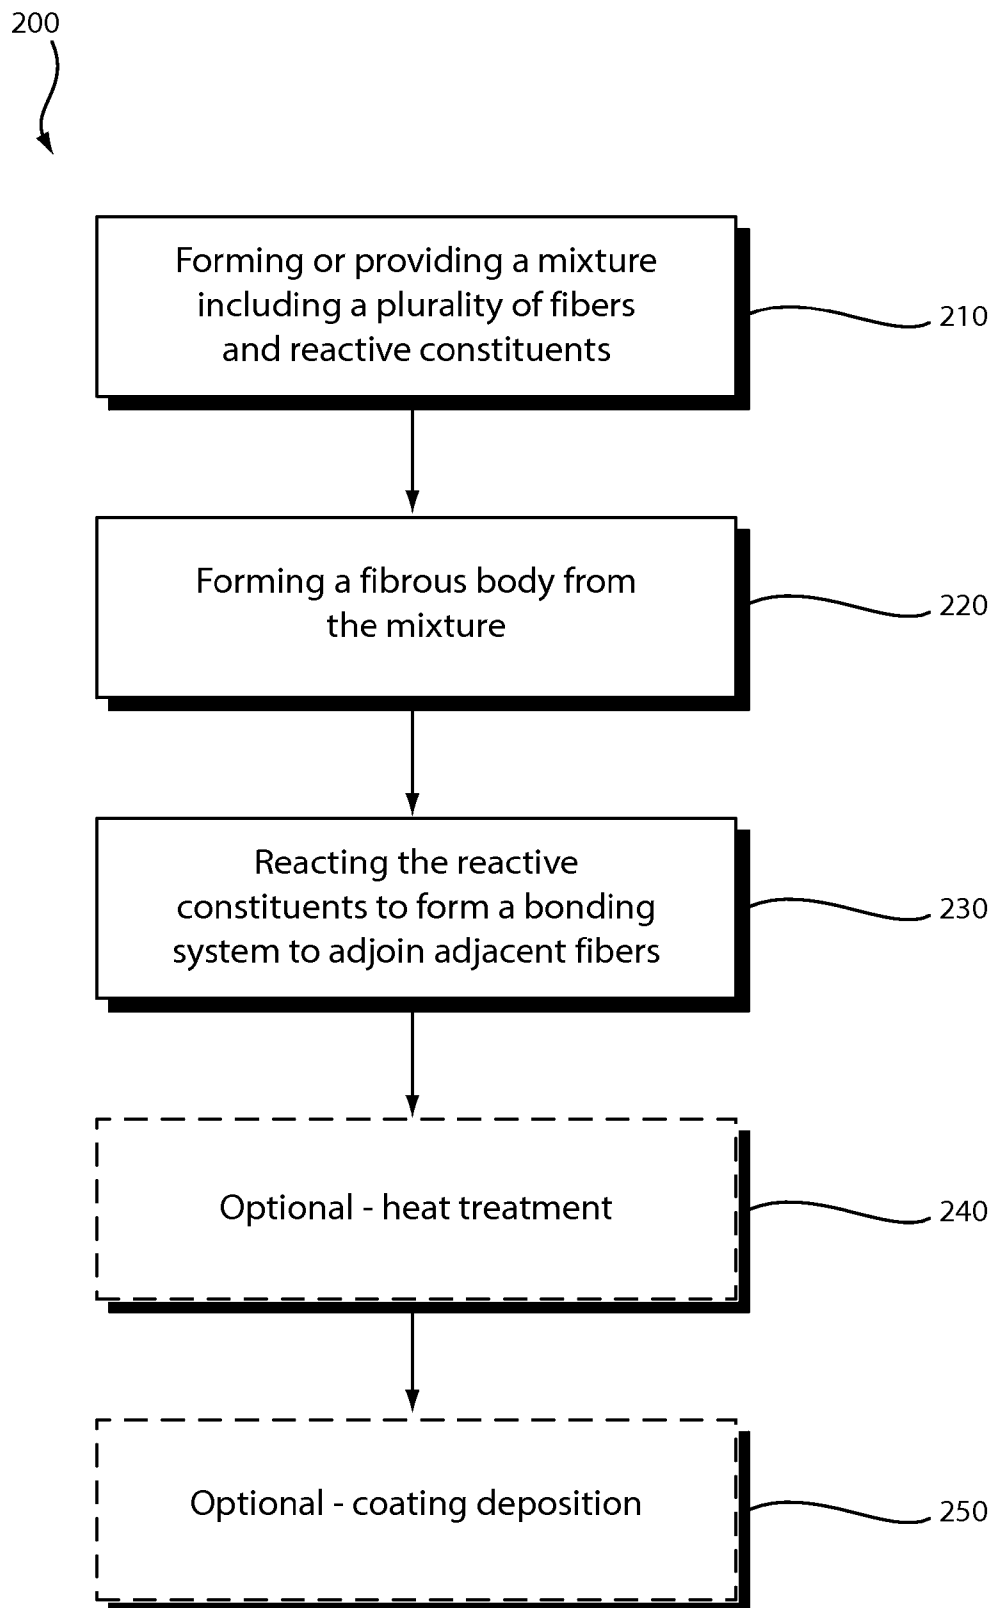 200
Forming or providing a mixture
including a plurality of fibers
and reactive constituents
210
Forming a fibrous body from
the mixture
220
Reacting the reactive
constituents to form a bonding
system to adjoin adjacent fibers
230
Optional - heat treatment
240
Optional - coating deposition
250